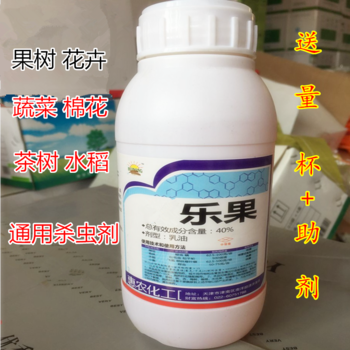 果树 花卉
蔬菜 棉花
茶树 水稻
通用杀虫剂
送量杯+助剂
乐果
·总有效成分含量：40%
·剂型：乳油
惠农化工